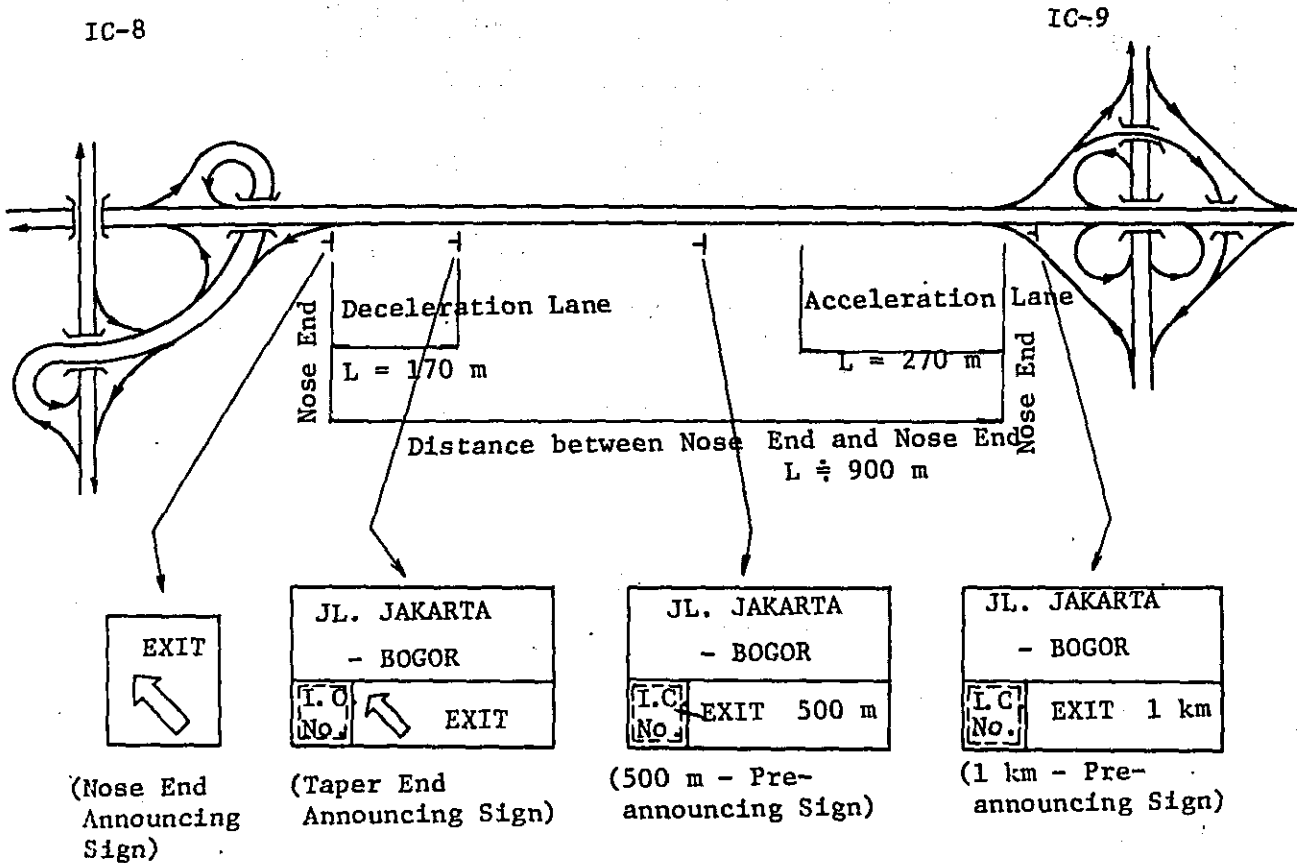 IC-8
IC-9
Nose End
Deceleration Lane
L = 170 m
Acceleration Lane
L = 270 m
Nose End
Distance between Nose End and Nose End
L ≒ 900 m
EXIT
(Nose End
Announcing
Sign)
JL. JAKARTA
- BOGOR
I.C
No.
EXIT
(Taper End
Announcing Sign)
JL. JAKARTA
- BOGOR
I.C
No.
EXIT 500 m
(500 m - Pre-
announcing Sign)
JL. JAKARTA
- BOGOR
I.C
No.
EXIT 1 km
(1 km - Pre-
announcing Sign)